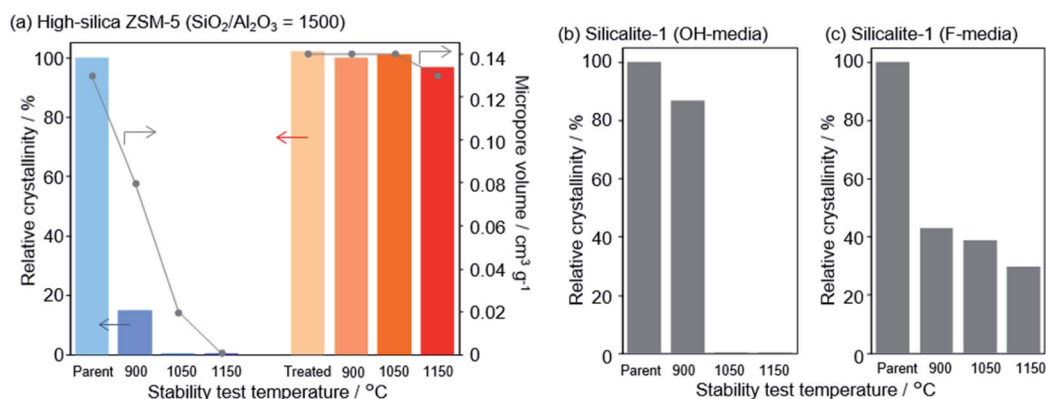 (a) High-silica ZSM-5 (SiO₂/Al₂O₃ = 1500)
Relative crystallinity / %
100
80
60
40
20
0
0.14
0.12
0.10
0.08
0.06
0.04
0.02
0
Micropore volume / cm³ g⁻¹
Parent 900 1050 1150 Treated 900 1050 1150
Stability test temperature / °C
(b) Silicalite-1 (OH-media)
Relative crystallinity / %
100
80
60
40
20
0
Parent 900 1050 1150
(c) Silicalite-1 (F-media)
Relative crystallinity / %
100
80
60
40
20
0
Parent 900 1050 1150
Stability test temperature / °C